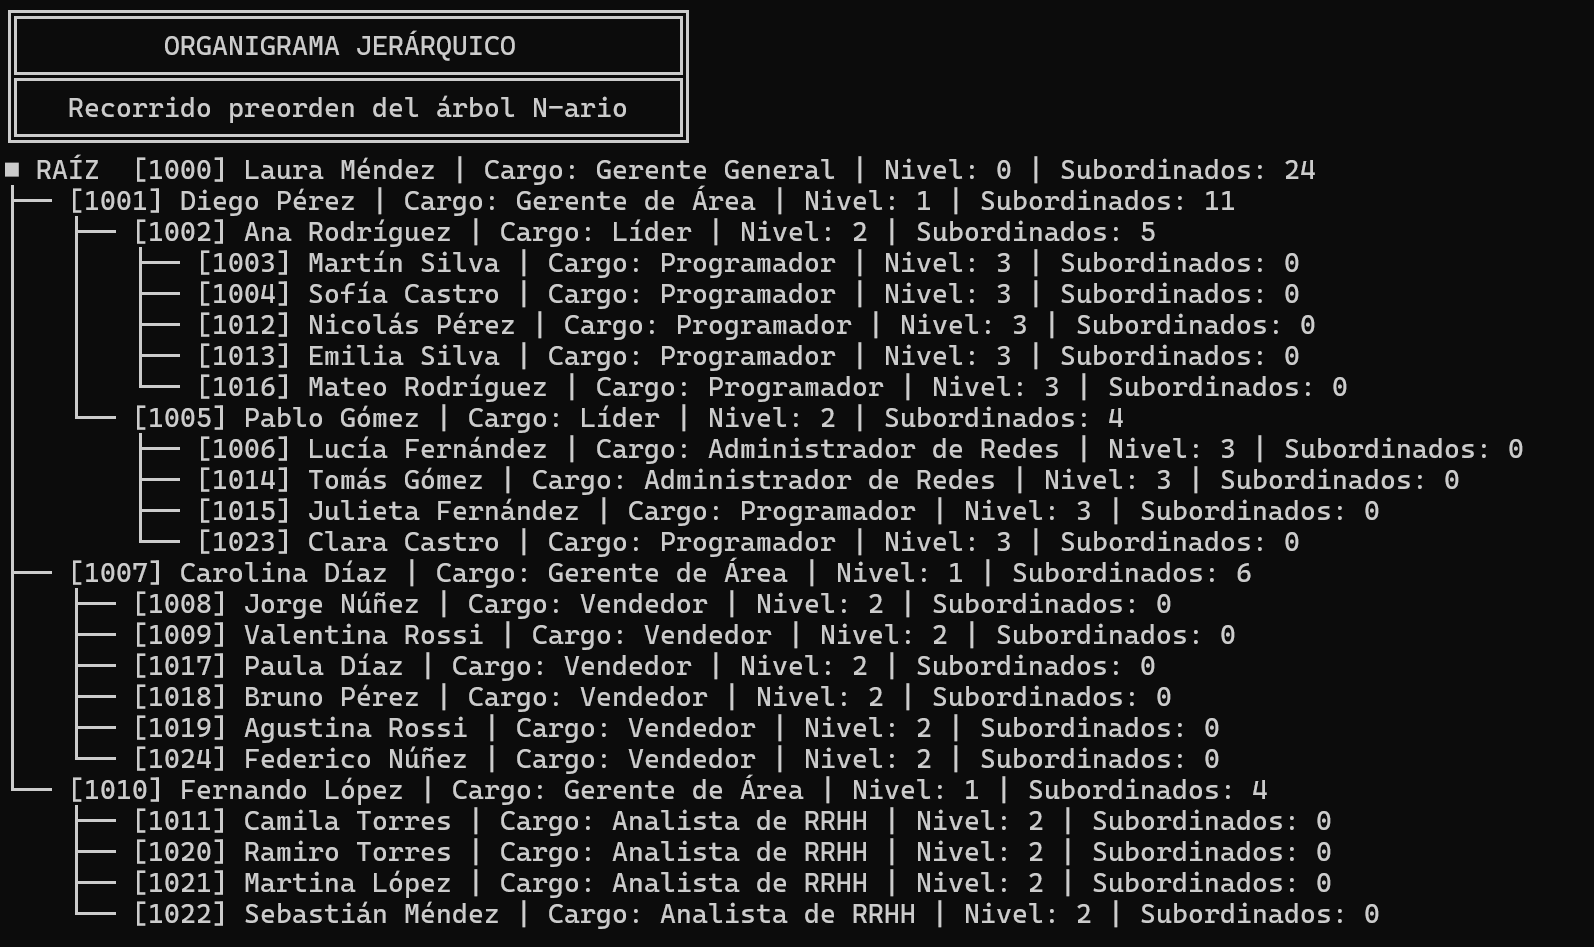 ORGANIGRAMA JERÁRQUICO
Recorrido preorden del árbol N-ario
■ RAÍZ  [1000] Laura Méndez | Cargo: Gerente General | Nivel: 0 | Subordinados: 24
├── [1001] Diego Pérez | Cargo: Gerente de Área | Nivel: 1 | Subordinados: 11
│   ├── [1002] Ana Rodríguez | Cargo: Líder | Nivel: 2 | Subordinados: 5
│   │   ├── [1003] Martín Silva | Cargo: Programador | Nivel: 3 | Subordinados: 0
│   │   ├── [1004] Sofía Castro | Cargo: Programador | Nivel: 3 | Subordinados: 0
│   │   ├── [1012] Nicolás Pérez | Cargo: Programador | Nivel: 3 | Subordinados: 0
│   │   ├── [1013] Emilia Silva | Cargo: Programador | Nivel: 3 | Subordinados: 0
│   │   └── [1016] Mateo Rodríguez | Cargo: Programador | Nivel: 3 | Subordinados: 0
│   └── [1005] Pablo Gómez | Cargo: Líder | Nivel: 2 | Subordinados: 4
│       ├── [1006] Lucía Fernández | Cargo: Administrador de Redes | Nivel: 3 | Subordinados: 0
│       ├── [1014] Tomás Gómez | Cargo: Administrador de Redes | Nivel: 3 | Subordinados: 0
│       ├── [1015] Julieta Fernández | Cargo: Programador | Nivel: 3 | Subordinados: 0
│       └── [1023] Clara Castro | Cargo: Programador | Nivel: 3 | Subordinados: 0
├── [1007] Carolina Díaz | Cargo: Gerente de Área | Nivel: 1 | Subordinados: 6
│   ├── [1008] Jorge Núñez | Cargo: Vendedor | Nivel: 2 | Subordinados: 0
│   ├── [1009] Valentina Rossi | Cargo: Vendedor | Nivel: 2 | Subordinados: 0
│   ├── [1017] Paula Díaz | Cargo: Vendedor | Nivel: 2 | Subordinados: 0
│   ├── [1018] Bruno Pérez | Cargo: Vendedor | Nivel: 2 | Subordinados: 0
│   ├── [1019] Agustina Rossi | Cargo: Vendedor | Nivel: 2 | Subordinados: 0
│   └── [1024] Federico Núñez | Cargo: Vendedor | Nivel: 2 | Subordinados: 0
└── [1010] Fernando López | Cargo: Gerente de Área | Nivel: 1 | Subordinados: 4
    ├── [1011] Camila Torres | Cargo: Analista de RRHH | Nivel: 2 | Subordinados: 0
    ├── [1020] Ramiro Torres | Cargo: Analista de RRHH | Nivel: 2 | Subordinados: 0
    ├── [1021] Martina López | Cargo: Analista de RRHH | Nivel: 2 | Subordinados: 0
    └── [1022] Sebastián Méndez | Cargo: Analista de RRHH | Nivel: 2 | Subordinados: 0